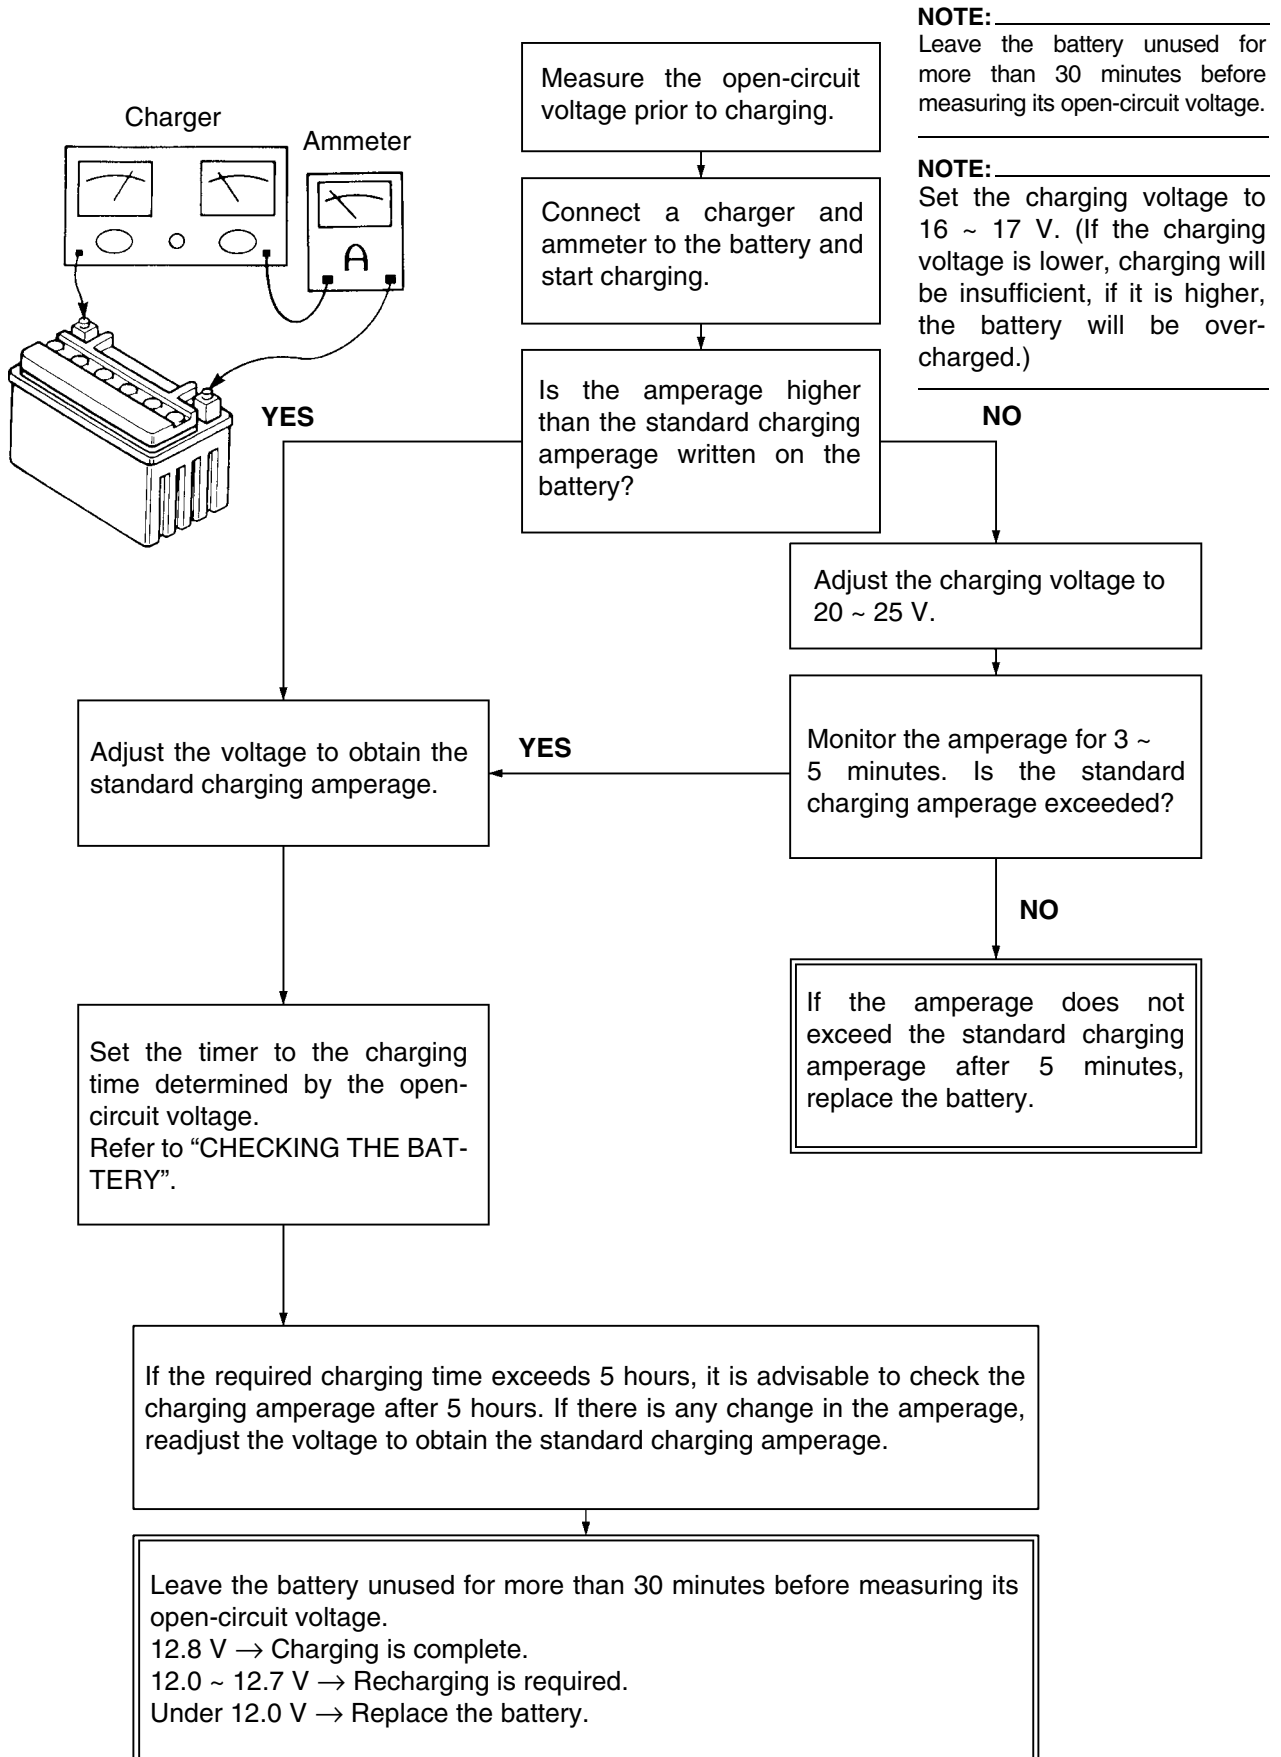 Charger
Ammeter
Measure the open-circuit
voltage prior to charging.
NOTE:
Leave the battery unused for
more than 30 minutes before
measuring its open-circuit voltage.
Connect a charger and
ammeter to the battery and
start charging.
NOTE:
Set the charging voltage to
16 ~ 17 V. (If the charging
voltage is lower, charging will
be insufficient, if it is higher,
the battery will be over-
charged.)
A
YES
Is the amperage higher
than the standard charging
amperage written on the
battery?
NO
Adjust the charging voltage to
20 ~ 25 V.
Adjust the voltage to obtain the
standard charging amperage.
YES
Monitor the amperage for 3 ~
5 minutes. Is the standard
charging amperage exceeded?
NO
If the amperage does not
exceed the standard charging
amperage after 5 minutes,
replace the battery.
Set the timer to the charging
time determined by the open-
circuit voltage.
Refer to “CHECKING THE BAT-
TERY”.
If the required charging time exceeds 5 hours, it is advisable to check the
charging amperage after 5 hours. If there is any change in the amperage,
readjust the voltage to obtain the standard charging amperage.
Leave the battery unused for more than 30 minutes before measuring its
open-circuit voltage.
12.8 V → Charging is complete.
12.0 ~ 12.7 V → Recharging is required.
Under 12.0 V → Replace the battery.